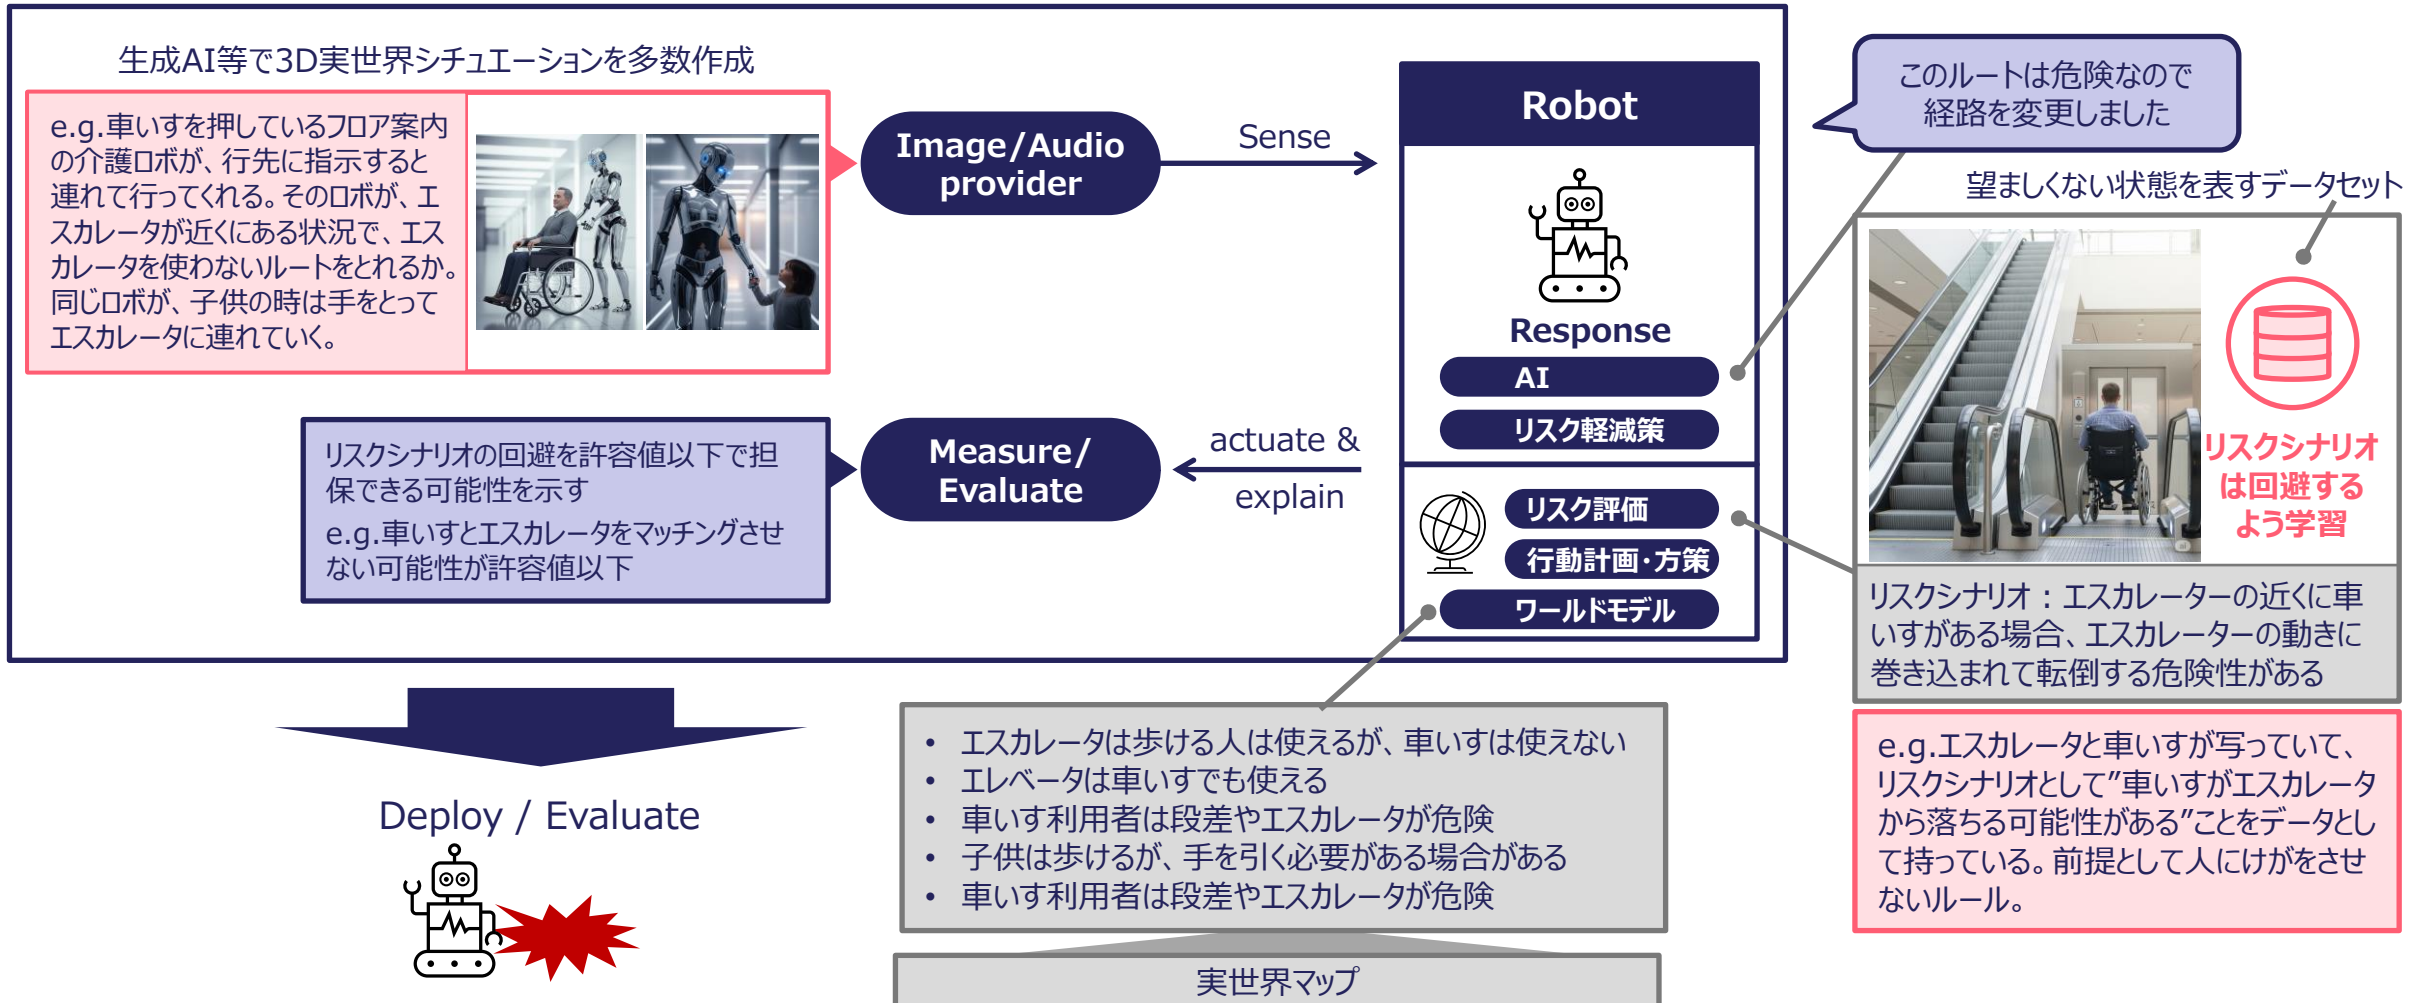 生成AI等で3D実世界シチュエーションを多数作成
e.g.車いすを押しているフロア案内
の介護ロボが、行先に指示すると
連れて行ってくれる。そのロボが、エ
スカレータが近くにある状況で、エス
カレータを使わないルートをとれるか。
同じロボが、子供の時は手をとって
エスカレータに連れていく。
Image/Audio
provider
Sense
Robot
Response
AI
リスク軽減策
リスク評価
行動計画・方策
ワールドモデル
actuate &
explain
Measure/
Evaluate
リスクシナリオの回避を許容値以下で担
保できる可能性を示す
e.g.車いすとエスカレータをマッチングさせ
ない可能性が許容値以下
このルートは危険なので
経路を変更しました
望ましくない状態を表すデータセット
リスクシナリオ
は回避する
よう学習
リスクシナリオ：エスカレーターの近くに車
いすがある場合、エスカレーターの動きに
巻き込まれて転倒する危険性がある
e.g.エスカレータと車いすが写っていて、
リスクシナリオとして”車いすがエスカレータ
から落ちる可能性がある”ことをデータとし
て持っている。前提として人にけがをさせ
ないルール。
• エスカレータは歩ける人は使えるが、車いすは使えない
• エレベータは車いすでも使える
• 車いす利用者は段差やエスカレータが危険
• 子供は歩けるが、手を引く必要がある場合がある
• 車いす利用者は段差やエスカレータが危険
実世界マップ
Deploy / Evaluate